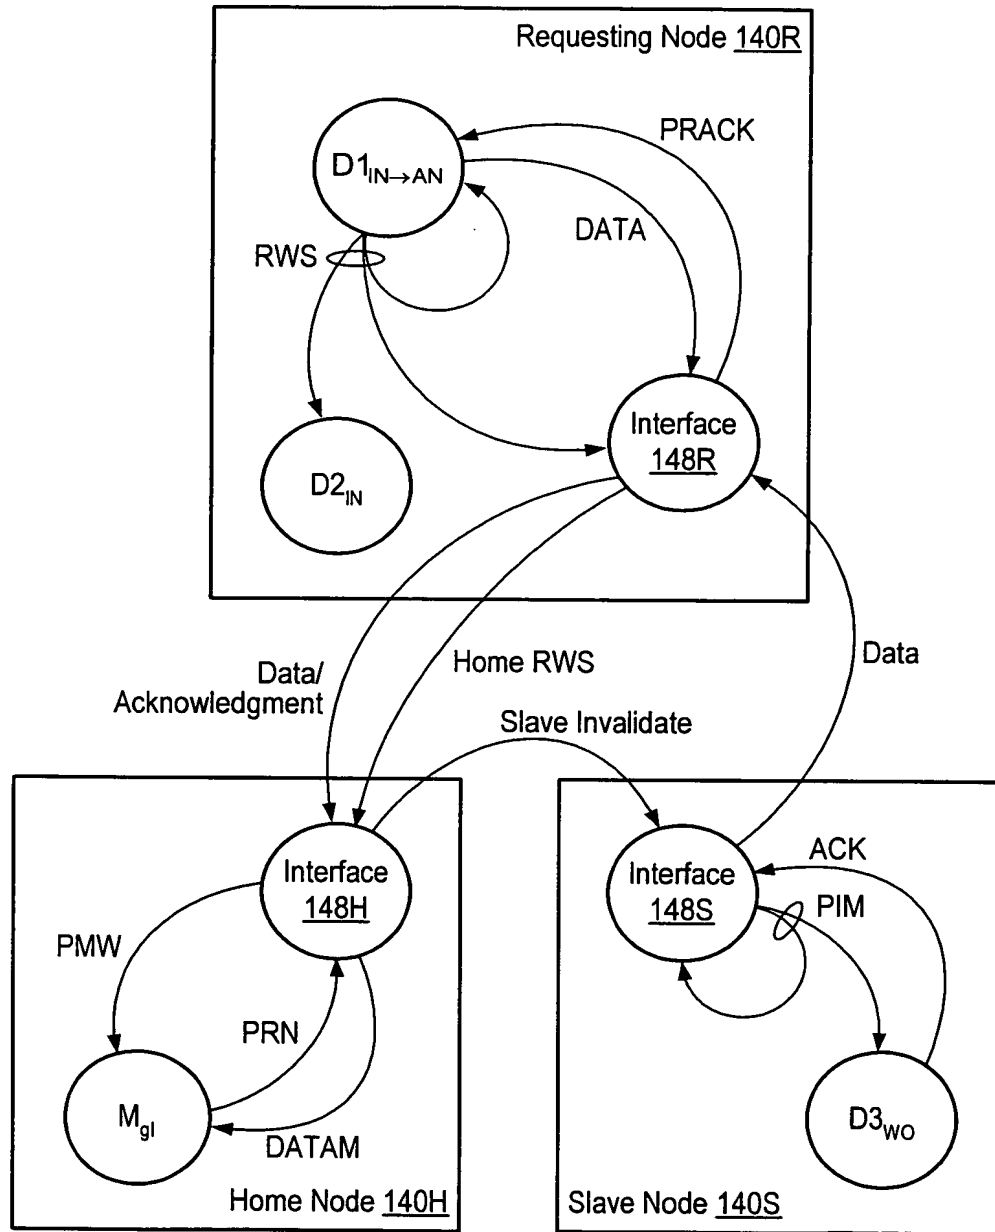 Requesting Node 140R
D1IN→AN
PRACK
DATA
RWS
Interface
148R
D2IN
Data/
Acknowledgment
Home RWS
Data
Slave Invalidate
Interface
148H
Interface
148S
ACK
PIM
PMW
PRN
Mgl
DATAM
D3WO
Home Node 140H
Slave Node 140S